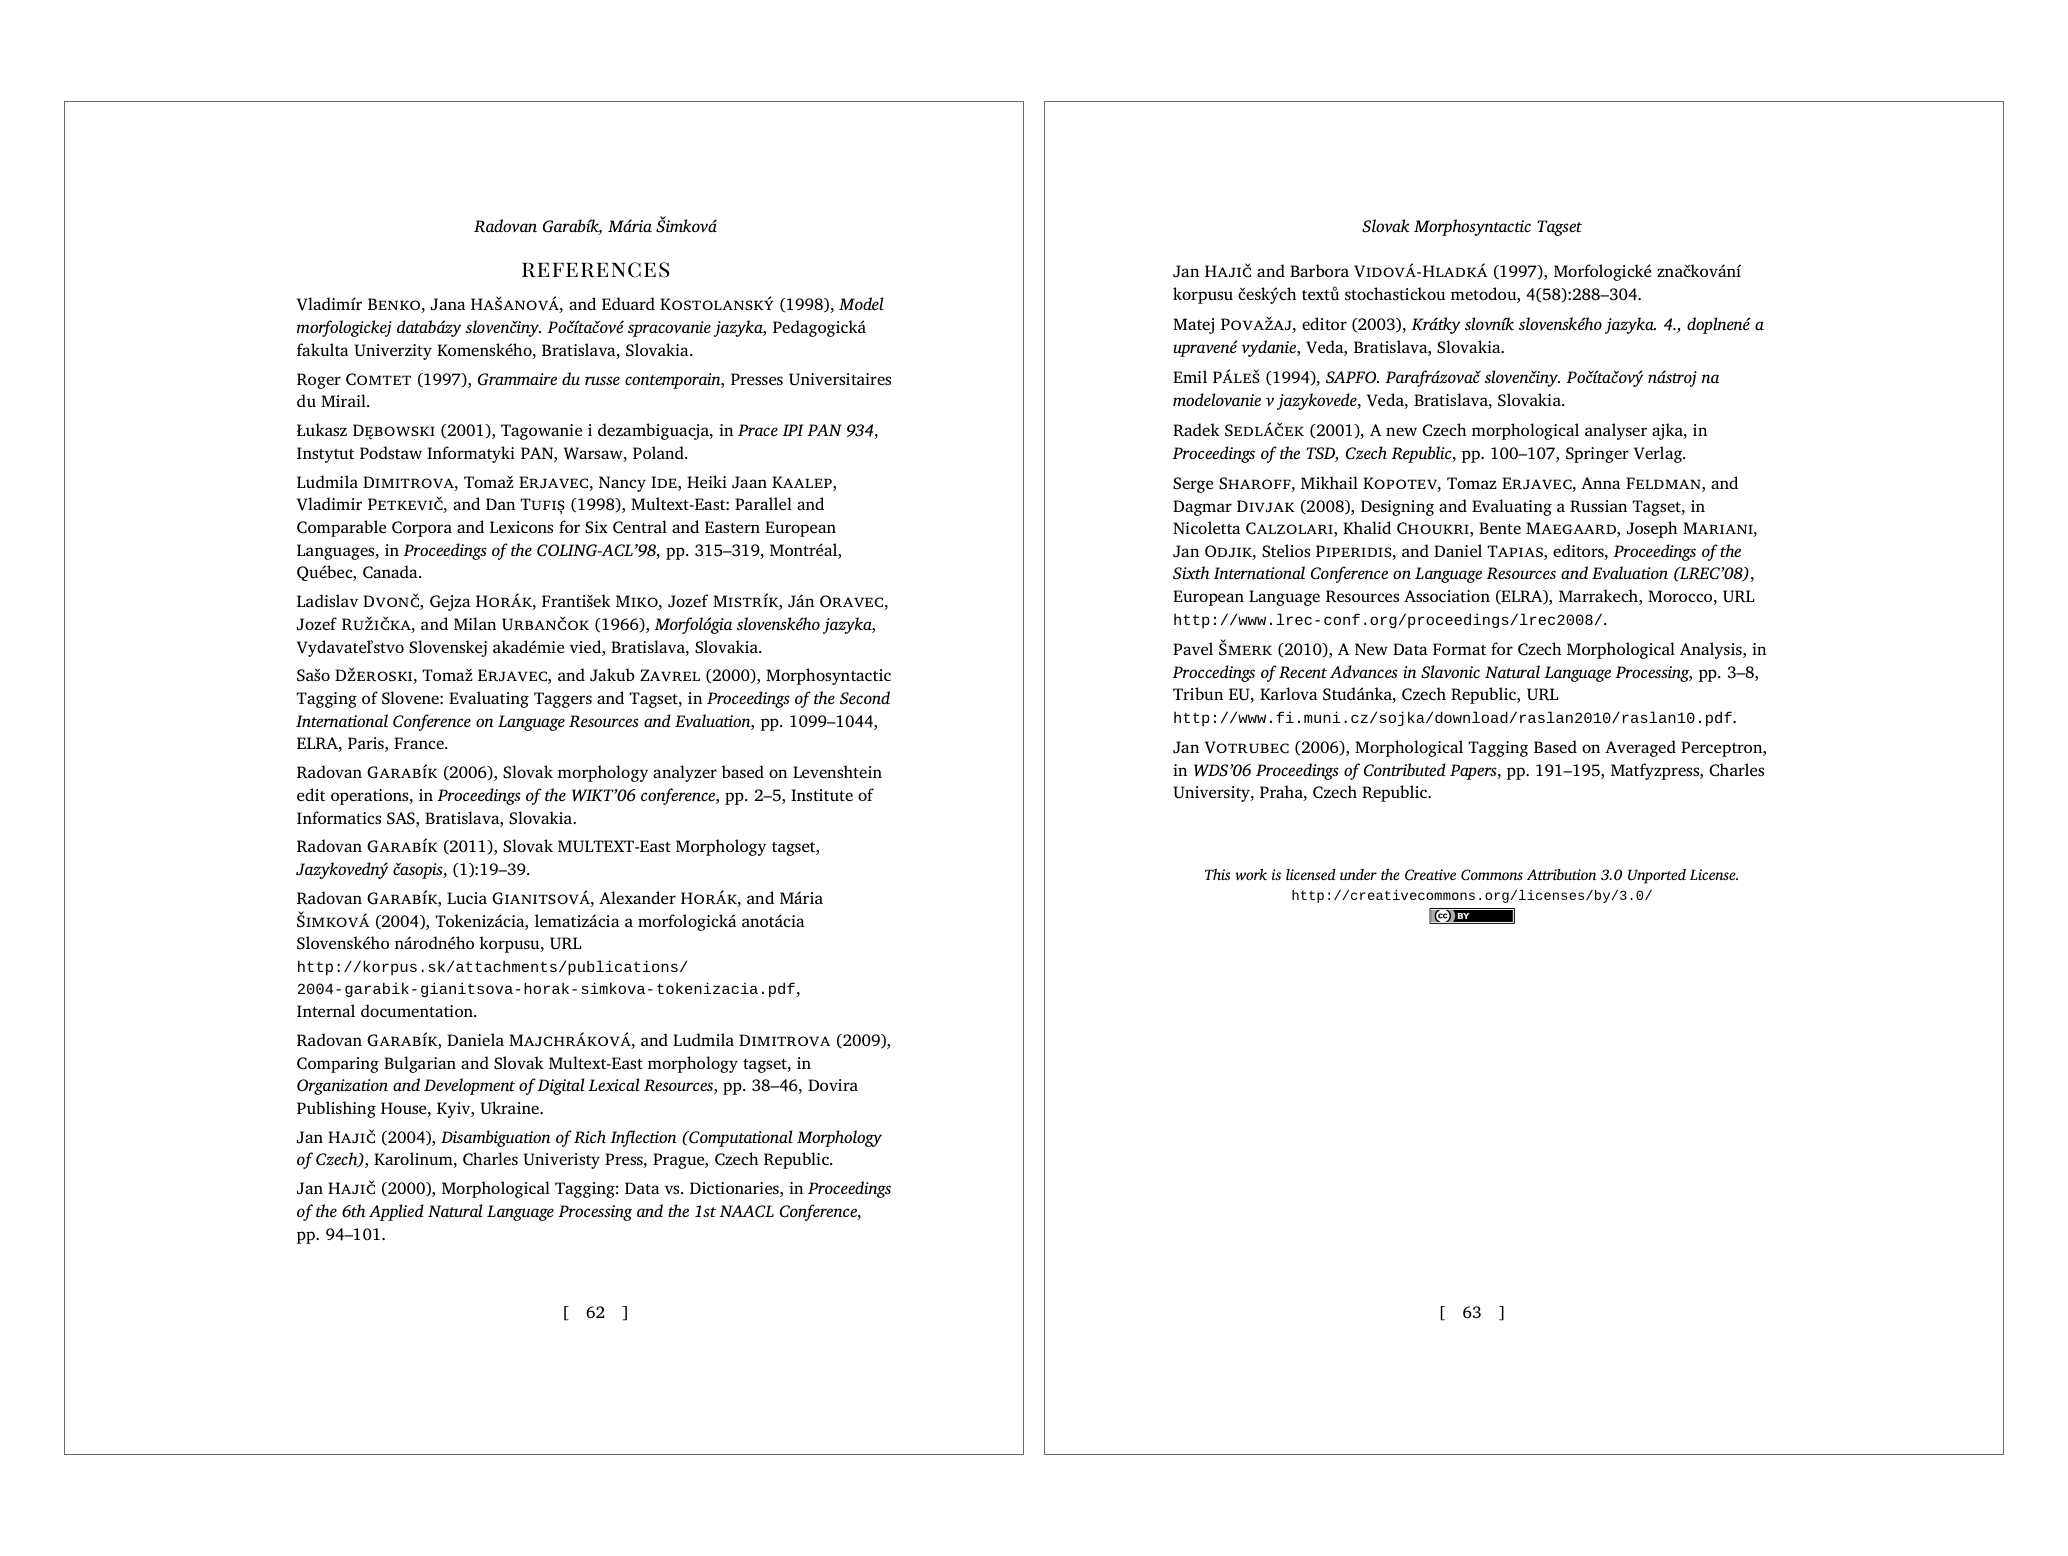 Radovan Garabík, Mária Šimková
REFERENCES
Vladimír BENKO, Jana HAŠANOVÁ, and Eduard KOSTOLANSKÝ (1998), Model
morfologickej databázy slovenčiny. Počítačové spracovanie jazyka, Pedagogická
fakulta Univerzity Komenského, Bratislava, Slovakia.
Roger COMTET (1997), Grammaire du russe contemporain, Presses Universitaires
du Mirail.
Łukasz DĘBOWSKI (2001), Tagowanie i dezambiguacja, in Prace IPI PAN 934,
Instytut Podstaw Informatyki PAN, Warsaw, Poland.
Ludmila DIMITROVA, Tomaž ERJAVEC, Nancy IDE, Heiki Jaan KAALEP,
Vladimir PETKEVIČ, and Dan TUFIȘ (1998), Multext-East: Parallel and
Comparable Corpora and Lexicons for Six Central and Eastern European
Languages, in Proceedings of the COLING-ACL’98, pp. 315–319, Montréal,
Québec, Canada.
Ladislav DVONČ, Gejza HORÁK, František MIKO, Jozef MISTRÍK, Ján ORAVEC,
Jozef RUŽIČKA, and Milan URBANČOK (1966), Morfológia slovenského jazyka,
Vydavateľstvo Slovenskej akadémie vied, Bratislava, Slovakia.
Sašo DŽEROSKI, Tomaž ERJAVEC, and Jakub ZAVREL (2000), Morphosyntactic
Tagging of Slovene: Evaluating Taggers and Tagset, in Proceedings of the Second
International Conference on Language Resources and Evaluation, pp. 1099–1044,
ELRA, Paris, France.
Radovan GARABÍK (2006), Slovak morphology analyzer based on Levenshtein
edit operations, in Proceedings of the WIKT’06 conference, pp. 2–5, Institute of
Informatics SAS, Bratislava, Slovakia.
Radovan GARABÍK (2011), Slovak MULTEXT-East Morphology tagset,
Jazykovedný časopis, (1):19–39.
Radovan GARABÍK, Lucia GIANITSOVÁ, Alexander HORÁK, and Mária
ŠIMKOVÁ (2004), Tokenizácia, lematizácia a morfologická anotácia
Slovenského národného korpusu, URL
http://korpus.sk/attachments/publications/
2004-garabik-gianitsova-horak-simkova-tokenizacia.pdf,
Internal documentation.
Radovan GARABÍK, Daniela MAJCHRÁKOVÁ, and Ludmila DIMITROVA (2009),
Comparing Bulgarian and Slovak Multext-East morphology tagset, in
Organization and Development of Digital Lexical Resources, pp. 38–46, Dovira
Publishing House, Kyiv, Ukraine.
Jan HAJIČ (2004), Disambiguation of Rich Inflection (Computational Morphology
of Czech), Karolinum, Charles Univeristy Press, Prague, Czech Republic.
Jan HAJIČ (2000), Morphological Tagging: Data vs. Dictionaries, in Proceedings
of the 6th Applied Natural Language Processing and the 1st NAACL Conference,
pp. 94–101.
[ 62 ]
Slovak Morphosyntactic Tagset
Jan HAJIČ and Barbora VIDOVÁ-HLADKÁ (1997), Morfologické značkování
korpusu českých textů stochastickou metodou, 4(58):288–304.
Matej POVAŽAJ, editor (2003), Krátky slovník slovenského jazyka. 4., doplnené a
upravené vydanie, Veda, Bratislava, Slovakia.
Emil PÁLEŠ (1994), SAPFO. Parafrázovač slovenčiny. Počítačový nástroj na
modelovanie v jazykovede, Veda, Bratislava, Slovakia.
Radek SEDLÁČEK (2001), A new Czech morphological analyser ajka, in
Proceedings of the TSD, Czech Republic, pp. 100–107, Springer Verlag.
Serge SHAROFF, Mikhail KOPOTEV, Tomaz ERJAVEC, Anna FELDMAN, and
Dagmar DIVJAK (2008), Designing and Evaluating a Russian Tagset, in
Nicoletta CALZOLARI, Khalid CHOUKRI, Bente MAEGAARD, Joseph MARIANI,
Jan ODJIK, Stelios PIPERIDIS, and Daniel TAPIAS, editors, Proceedings of the
Sixth International Conference on Language Resources and Evaluation (LREC’08),
European Language Resources Association (ELRA), Marrakech, Morocco, URL
http://www.lrec-conf.org/proceedings/lrec2008/.
Pavel ŠMERK (2010), A New Data Format for Czech Morphological Analysis, in
Proccedings of Recent Advances in Slavonic Natural Language Processing, pp. 3–8,
Tribun EU, Karlova Studánka, Czech Republic, URL
http://www.fi.muni.cz/sojka/download/raslan2010/raslan10.pdf.
Jan VOTRUBEC (2006), Morphological Tagging Based on Averaged Perceptron,
in WDS’06 Proceedings of Contributed Papers, pp. 191–195, Matfyzpress, Charles
University, Praha, Czech Republic.
This work is licensed under the Creative Commons Attribution 3.0 Unported License.
http://creativecommons.org/licenses/by/3.0/
cc BY
[ 63 ]